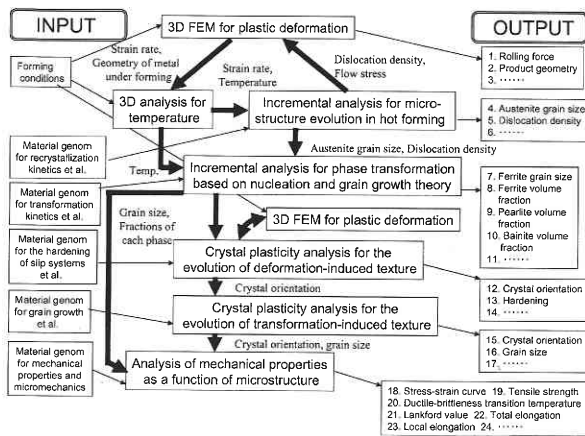 INPUT
OUTPUT
3D FEM for plastic deformation
Strain rate,
Geometry of metal
under forming
Strain rate,
Temperature
Dislocation density,
Flow stress
1. Rolling force
2. Product geometry
3. ······
Forming
conditions
3D analysis for
temperature
Incremental analysis for micro-
structure evolution in hot forming
4. Austenite grain size
5. Dislocation density
6. ······
Material genom for
recrystallization
kinetics et al.
Austenite grain size, Dislocation density
Temp.
Incremental analysis for phase transformation
based on nucleation and grain growth theory
7. Ferrite grain size
8. Ferrite volume
fraction
9. Pearlite volume
fraction
10. Bainite volume
fraction
11. ······
Material genom for
transformation
kinetics et al.
Grain size,
Fractions of
each phase
3D FEM for plastic deformation
Material genom
for the hardening
of slip systems
et al.
Crystal plasticity analysis for the
evolution of deformation-induced texture
12. Crystal orientation
13. Hardening
14. ······
Crystal orientation
Material genom
for grain growth
et al.
Crystal plasticity analysis for the
evolution of transformation-induced texture
15. Crystal orientation
16. Grain size
17. ······
Crystal orientation, grain size
Material genom for
mechanical
properties and
micromechanics
Analysis of mechanical properties
as a function of microstructure
18. Stress-strain curve 19. Tensile strength
20. Ductile-brittleness transition temperature
21. Lankford value 22. Total elongation
23. Local elongation 24. ······